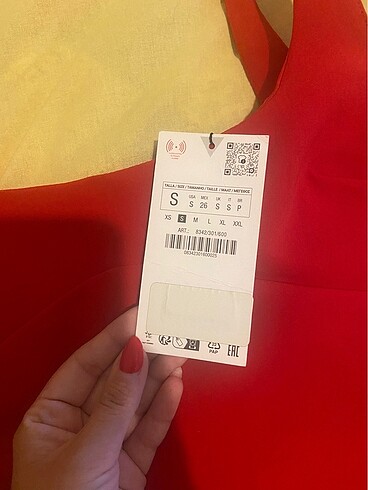 TALLA / SIZE / TAMANHO / TAILLE / MAAT / ΜΕΓΕΘΟΣ
S
USA MEX UK IT BR
S 26 S S P
XS S M L XL XXL
ART.: 8342/301/600
08342301600025
PAP
EAC